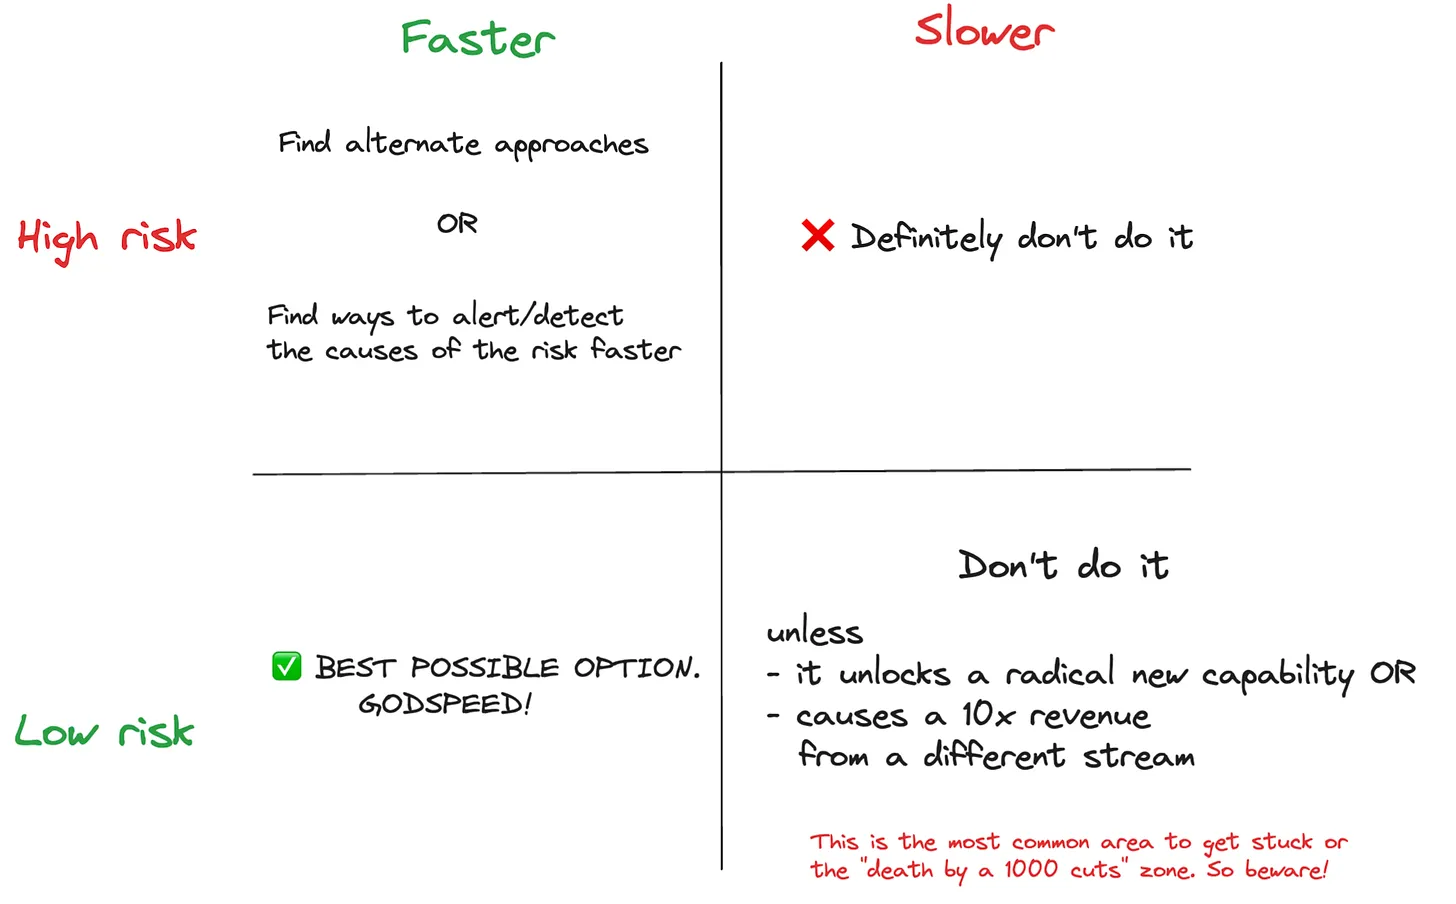 Faster
Slower
High risk
Find alternate approaches
OR
Find ways to alert/detect
the causes of the risk faster
❌ Definitely don't do it
Low risk
✅ BEST POSSIBLE OPTION.
GODSPEED!
Don't do it
unless
- it unlocks a radical new capability OR
- causes a 10x revenue
from a different stream
This is the most common area to get stuck or
the "death by a 1000 cuts" zone. So beware!